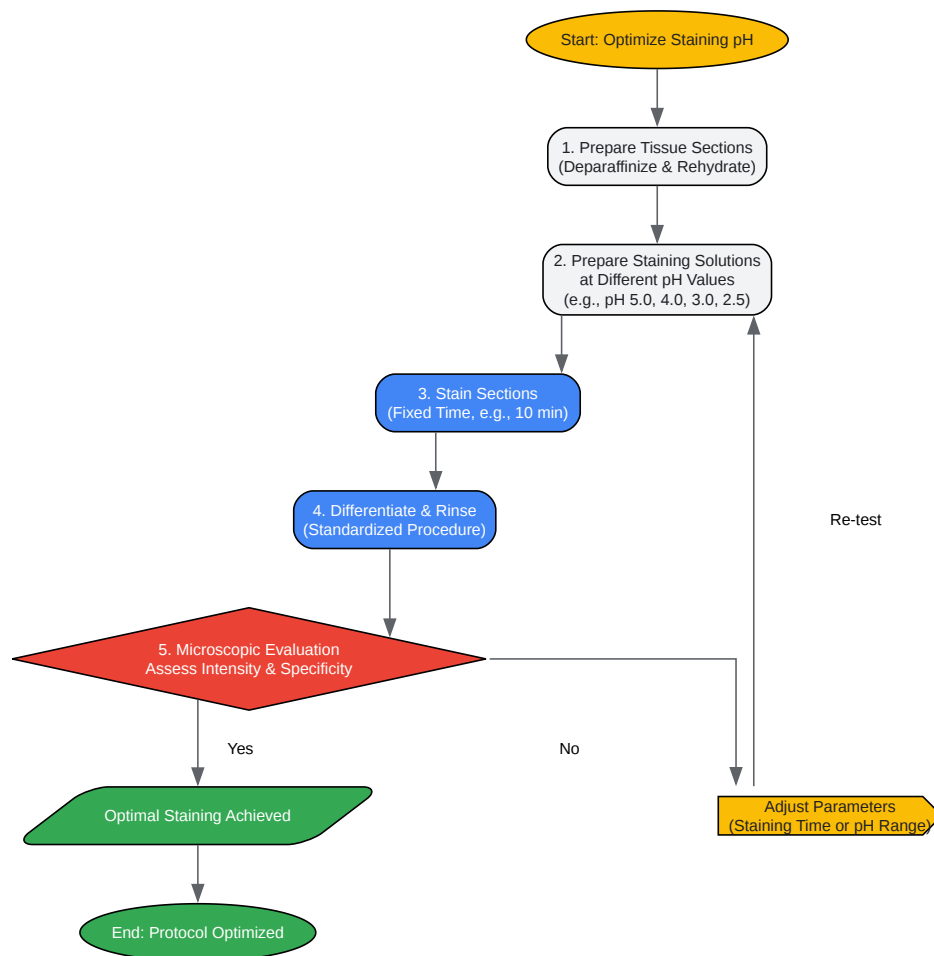 Start: Optimize Staining pH
1. Prepare Tissue Sections
(Deparaffinize & Rehydrate)
2. Prepare Staining Solutions
at Different pH Values
(e.g., pH 5.0, 4.0, 3.0, 2.5)
3. Stain Sections
(Fixed Time, e.g., 10 min)
4. Differentiate & Rinse
(Standardized Procedure)
Re-test
5. Microscopic Evaluation
Assess Intensity & Specificity
Yes
No
Optimal Staining Achieved
Adjust Parameters
(Staining Time or pH Range)
End: Protocol Optimized